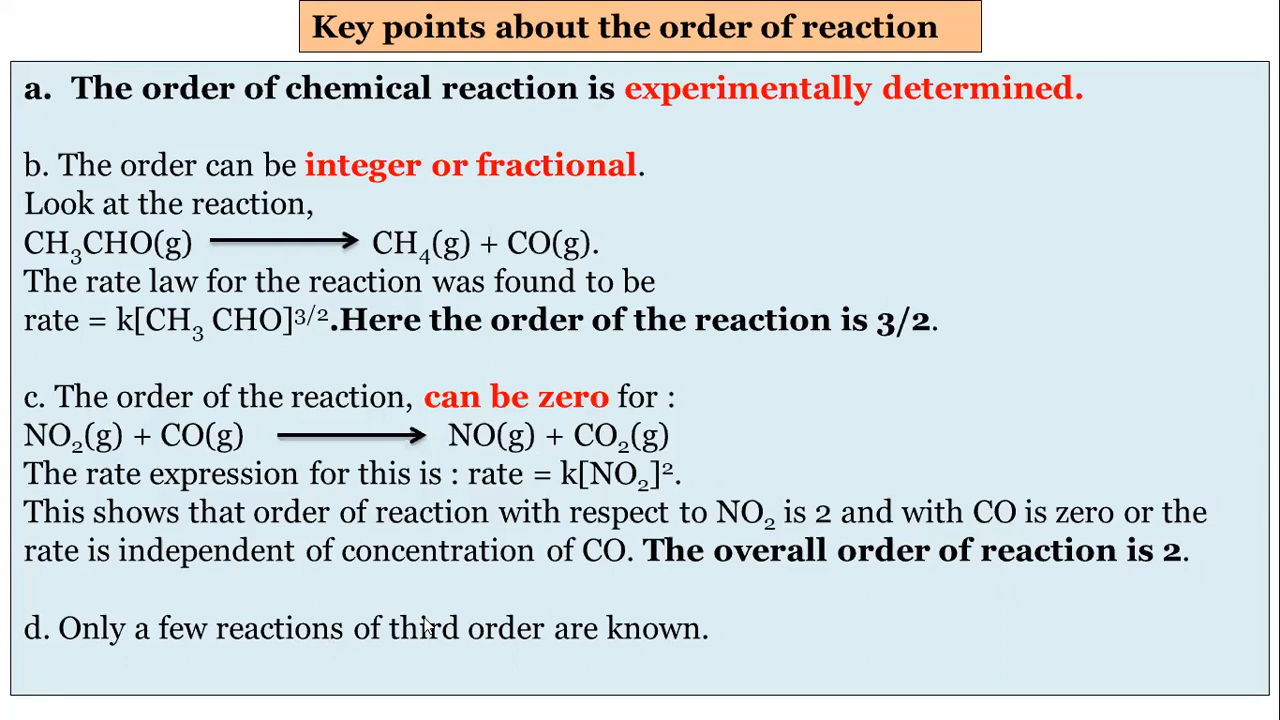 Key points about the order of reaction
a. The order of chemical reaction is experimentally determined.
b. The order can be integer or fractional.
Look at the reaction,
CH₃CHO(g) ⟶ CH₄(g) + CO(g).
The rate law for the reaction was found to be
rate = k[CH₃ CHO]³/².Here the order of the reaction is 3/2.
c. The order of the reaction, can be zero for :
NO₂(g) + CO(g) ⟶ NO(g) + CO₂(g)
The rate expression for this is : rate = k[NO₂]².
This shows that order of reaction with respect to NO₂ is 2 and with CO is zero or the
rate is independent of concentration of CO. The overall order of reaction is 2.
d. Only a few reactions of third order are known.